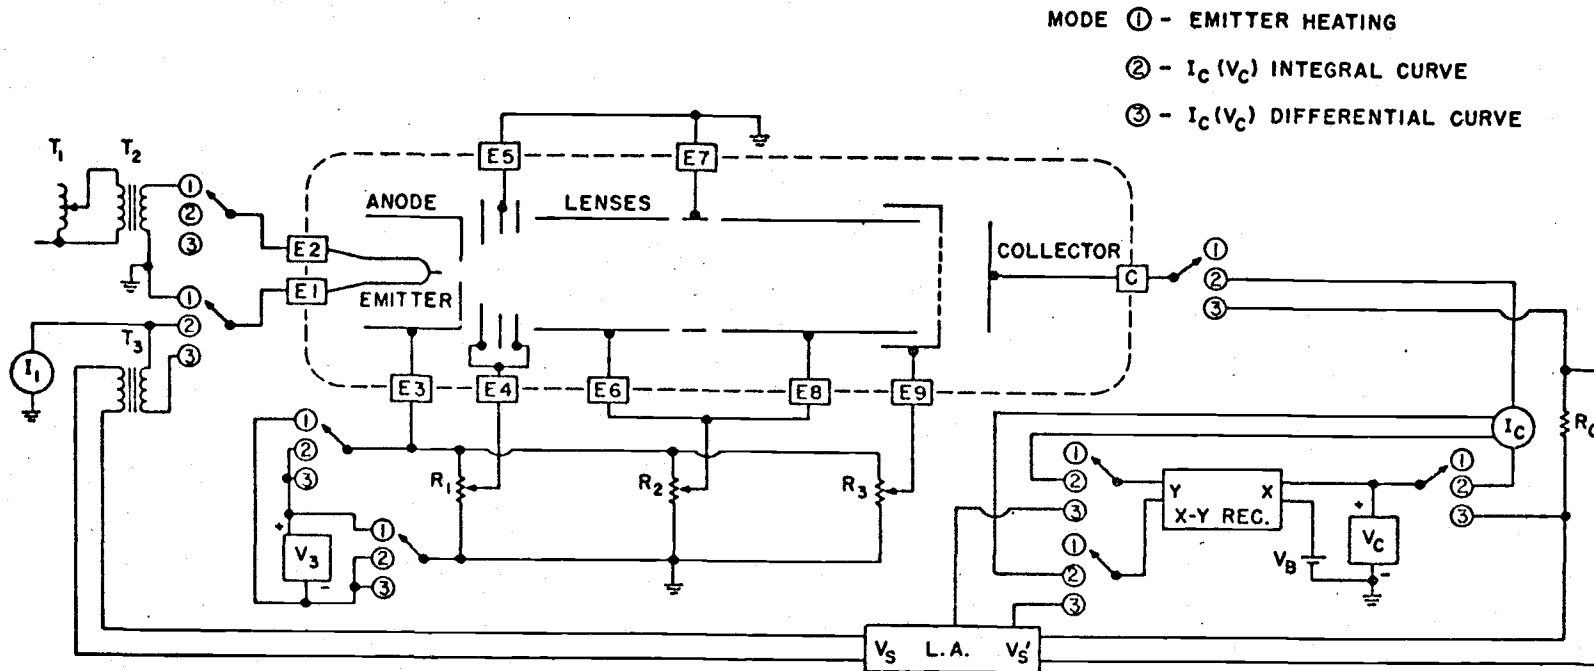 MODE ① - EMITTER HEATING
② - I_C (V_C) INTEGRAL CURVE
③ - I_C (V_C) DIFFERENTIAL CURVE
T₁ T₂
①
②
③
E5
E7
ANODE
LENSES
E2
E1
EMITTER
COLLECTOR
C
①
②
③
①
②
③
T₃
I₁
E3
E4
E6
E8
E9
①
②
③
R₁
R₂
R₃
+
V₃
-
①
②
③
I_C
①
②
③
①
②
③
Y X
X-Y REC.
①
②
③
V_B
+
V_C
-
V_S L.A. V_S'